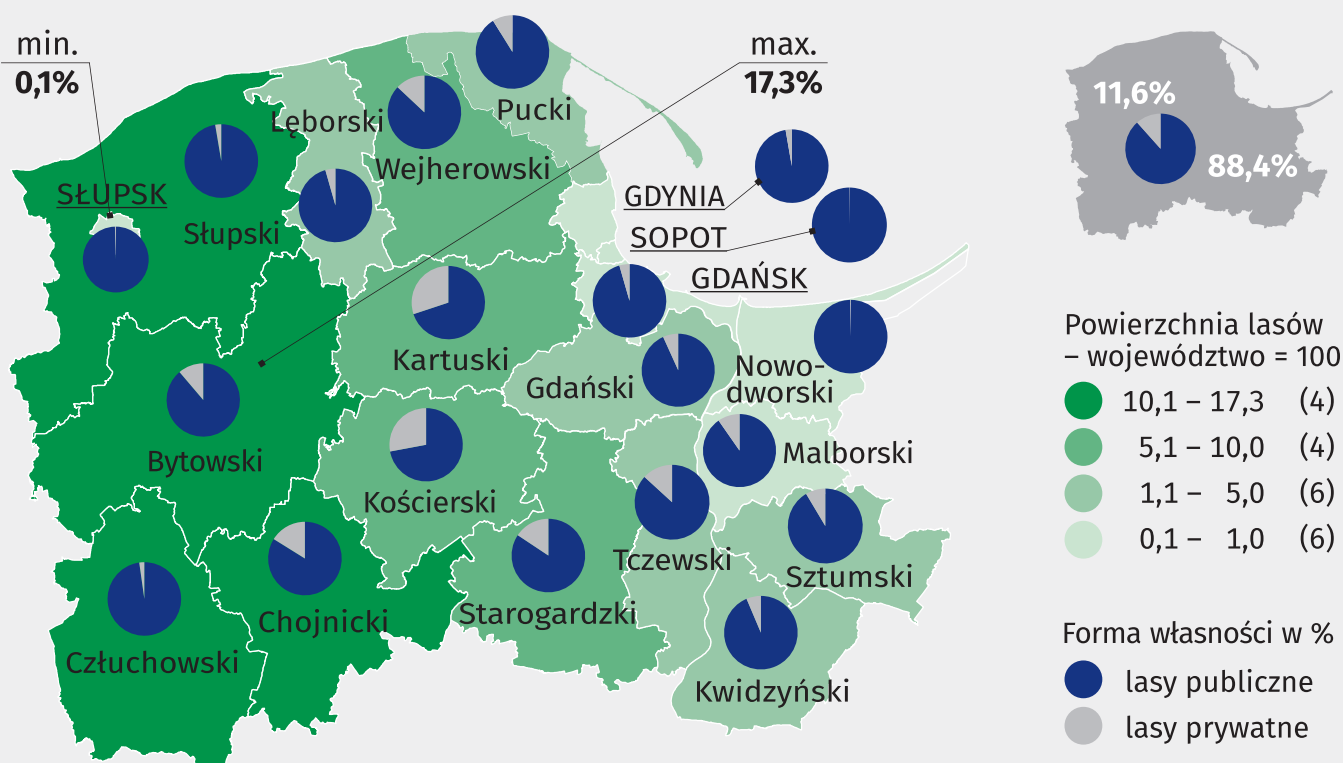 min.
0,1%
max.
17,3%
Pucki
Lęborski
Wejherowski
SŁUPSK
Słupski
GDYNIA
SOPOT
GDAŃSK
Kartuski
Gdański
Nowo-
dworski
Bytowski
Kościerski
Malborski
Tczewski
Sztumski
Chojnicki
Starogardzki
Człuchowski
Kwidzyński
11,6%
88,4%
Powierzchnia lasów
– województwo = 100
10,1 – 17,3 (4)
5,1 – 10,0 (4)
1,1 – 5,0 (6)
0,1 – 1,0 (6)
Forma własności w %
lasy publiczne
lasy prywatne